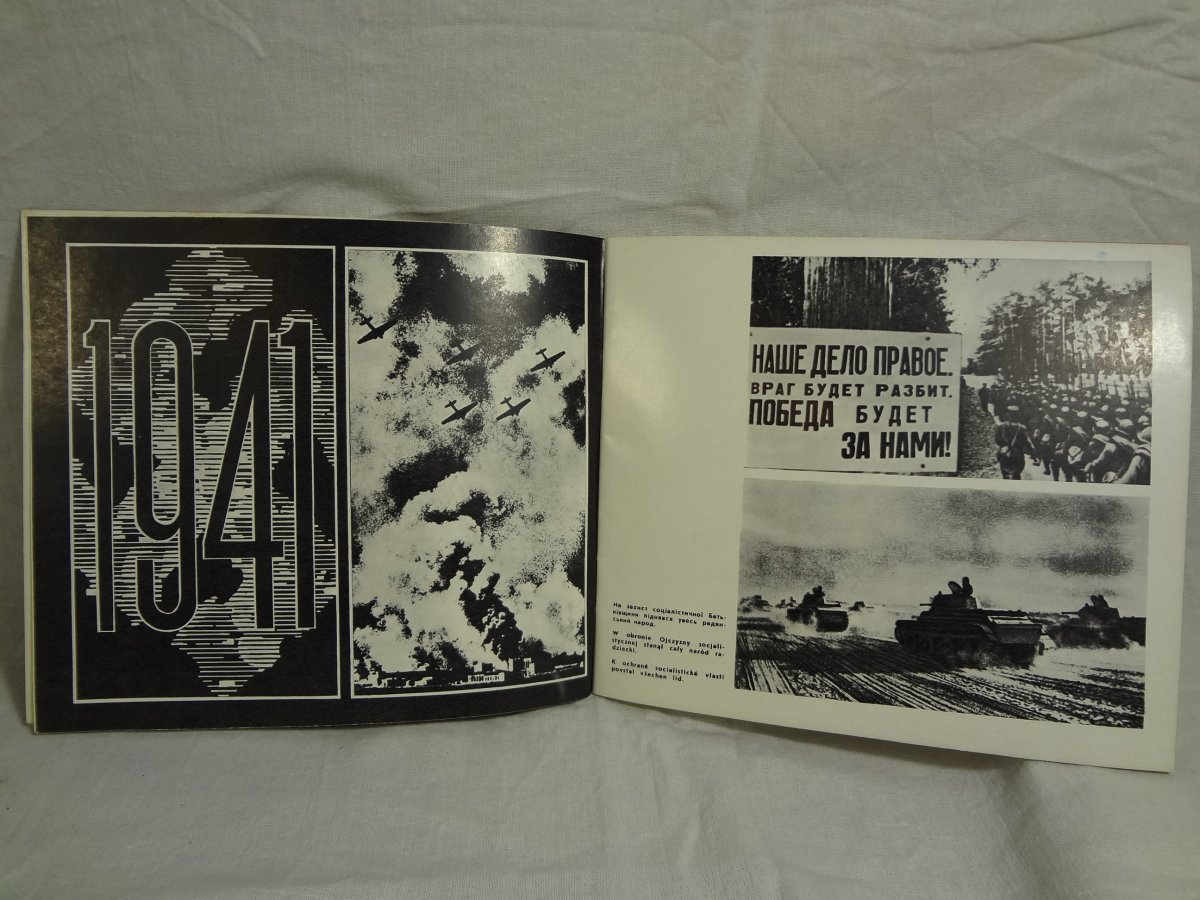 1941
НАШЕ ДЕЛО ПРАВОЕ.
ВРАГ БУДЕТ РАЗБИТ.
ПОБЕДА БУДЕТ
ЗА НАМИ!
На захист соціалістичної Бать-
ківщини піднявся увесь радян-
ський народ.
W obronie Ojczyzny socjali-
stycznej stanął cały naród ra-
dziecki.
K ochraně socialistické vlasti
povstal všechen lid.